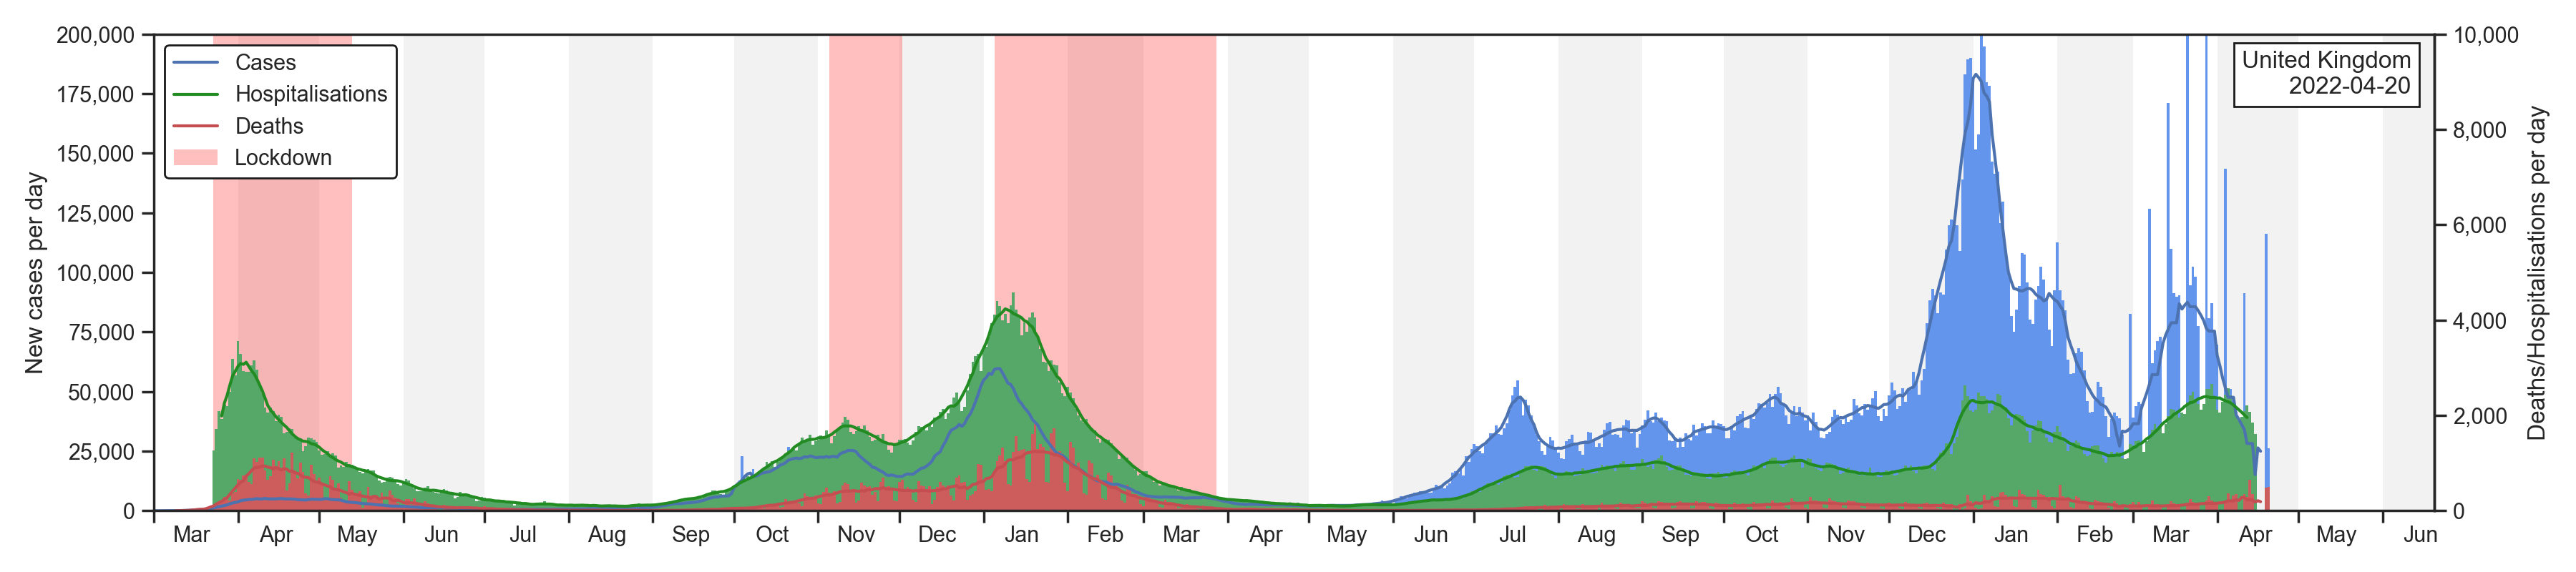 200,000
175,000
150,000
125,000
100,000
75,000
50,000
25,000
0
New cases per day
Cases
Hospitalisations
Deaths
Lockdown
United Kingdom
2022-04-20
10,000
8,000
6,000
4,000
2,000
0
Deaths/Hospitalisations per day
Mar Apr May Jun Jul Aug Sep Oct Nov Dec Jan Feb Mar Apr May Jun Jul Aug Sep Oct Nov Dec Jan Feb Mar Apr May Jun